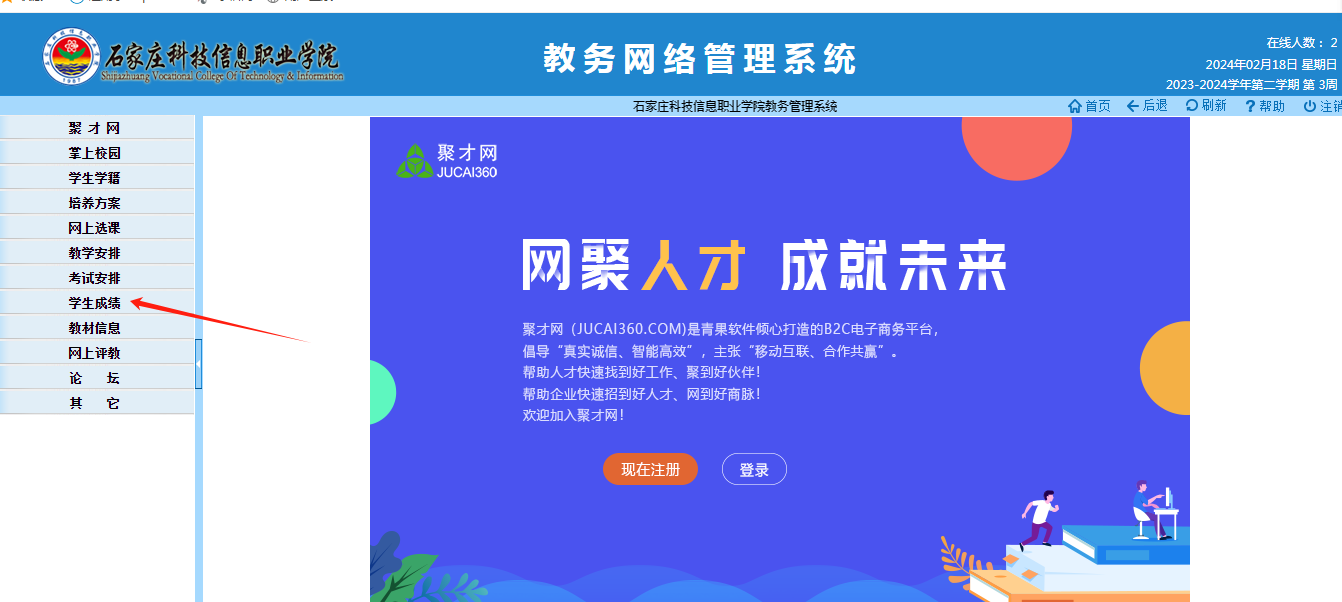 石家庄科技信息职业学院
Shijiazhuang Vocational College Of Technology & Information
教务网络管理系统
在线人数： 2
2024年02月18日 星期日
2023-2024学年第二学期 第 3周
石家庄科技信息职业学院教务管理系统
首页 后退 刷新 帮助 注销
聚 才 网
掌上校园
学生学籍
培养方案
网上选课
教学安排
考试安排
学生成绩
教材信息
网上评教
论 坛
其 它
聚才网
JUCAI360
网聚人才 成就未来
聚才网（JUCAI360.COM)是青果软件倾心打造的B2C电子商务平台，
倡导“真实诚信、智能高效”，主张“移动互联、合作共赢”。
帮助人才快速找到好工作、聚到好伙伴！
帮助企业快速招到好人才、网到好商脉！
欢迎加入聚才网！
现在注册 登录